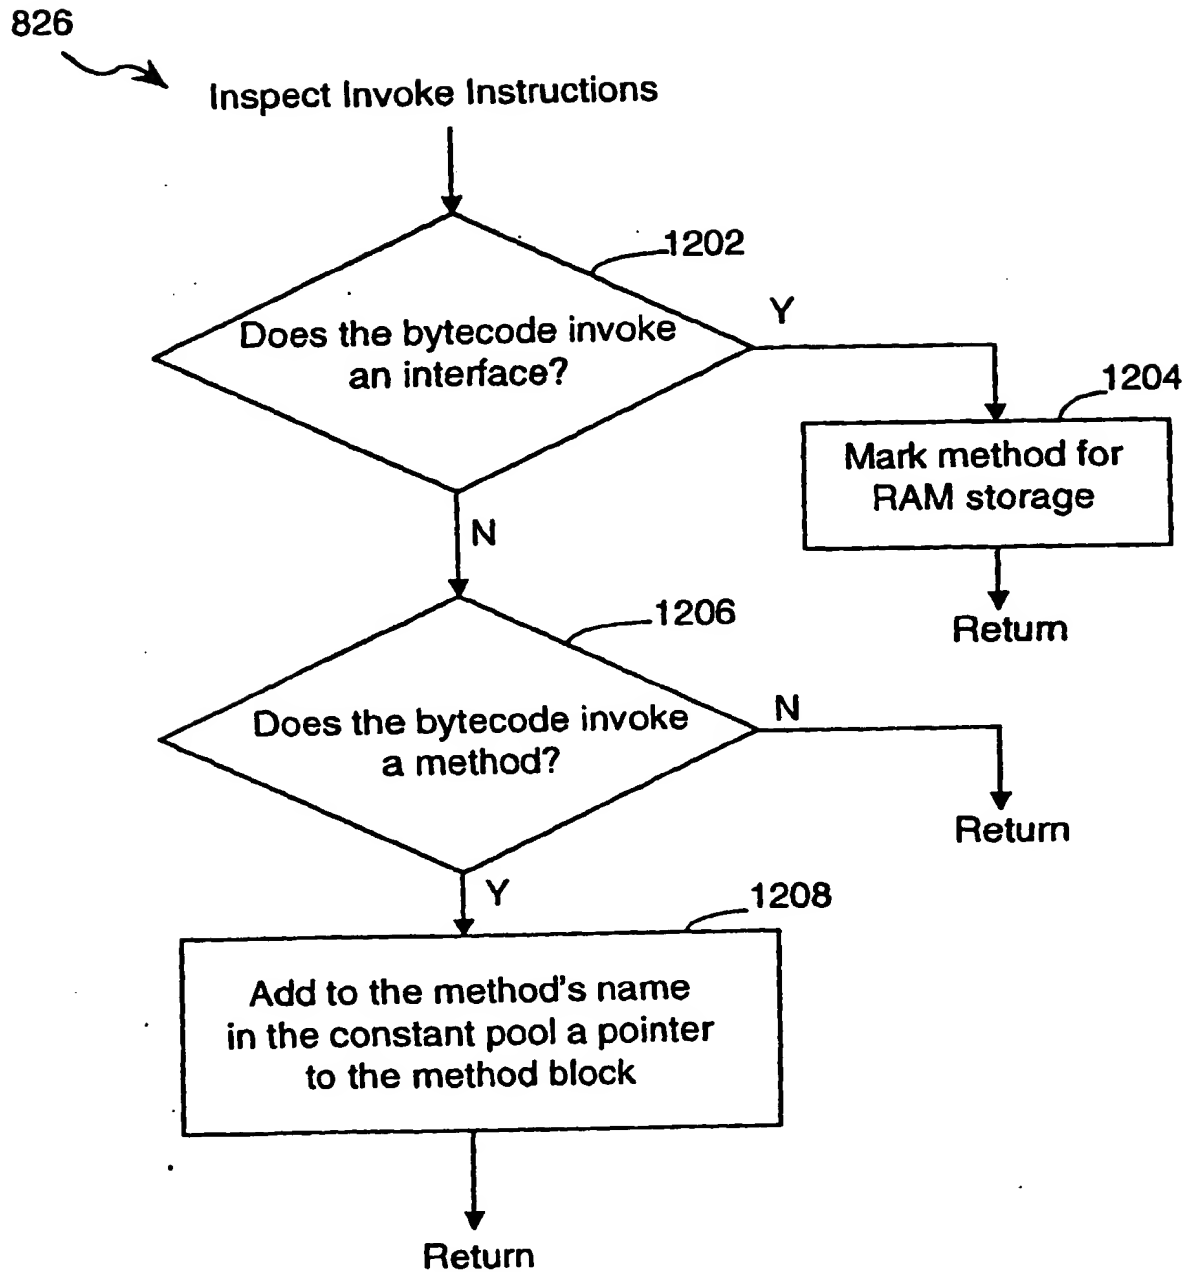 826
Inspect Invoke Instructions
1202
Does the bytecode invoke
an interface?
Y
1204
Mark method for
RAM storage
Return
N
1206
Does the bytecode invoke
a method?
N
Return
Y
1208
Add to the method's name
in the constant pool a pointer
to the method block
Return